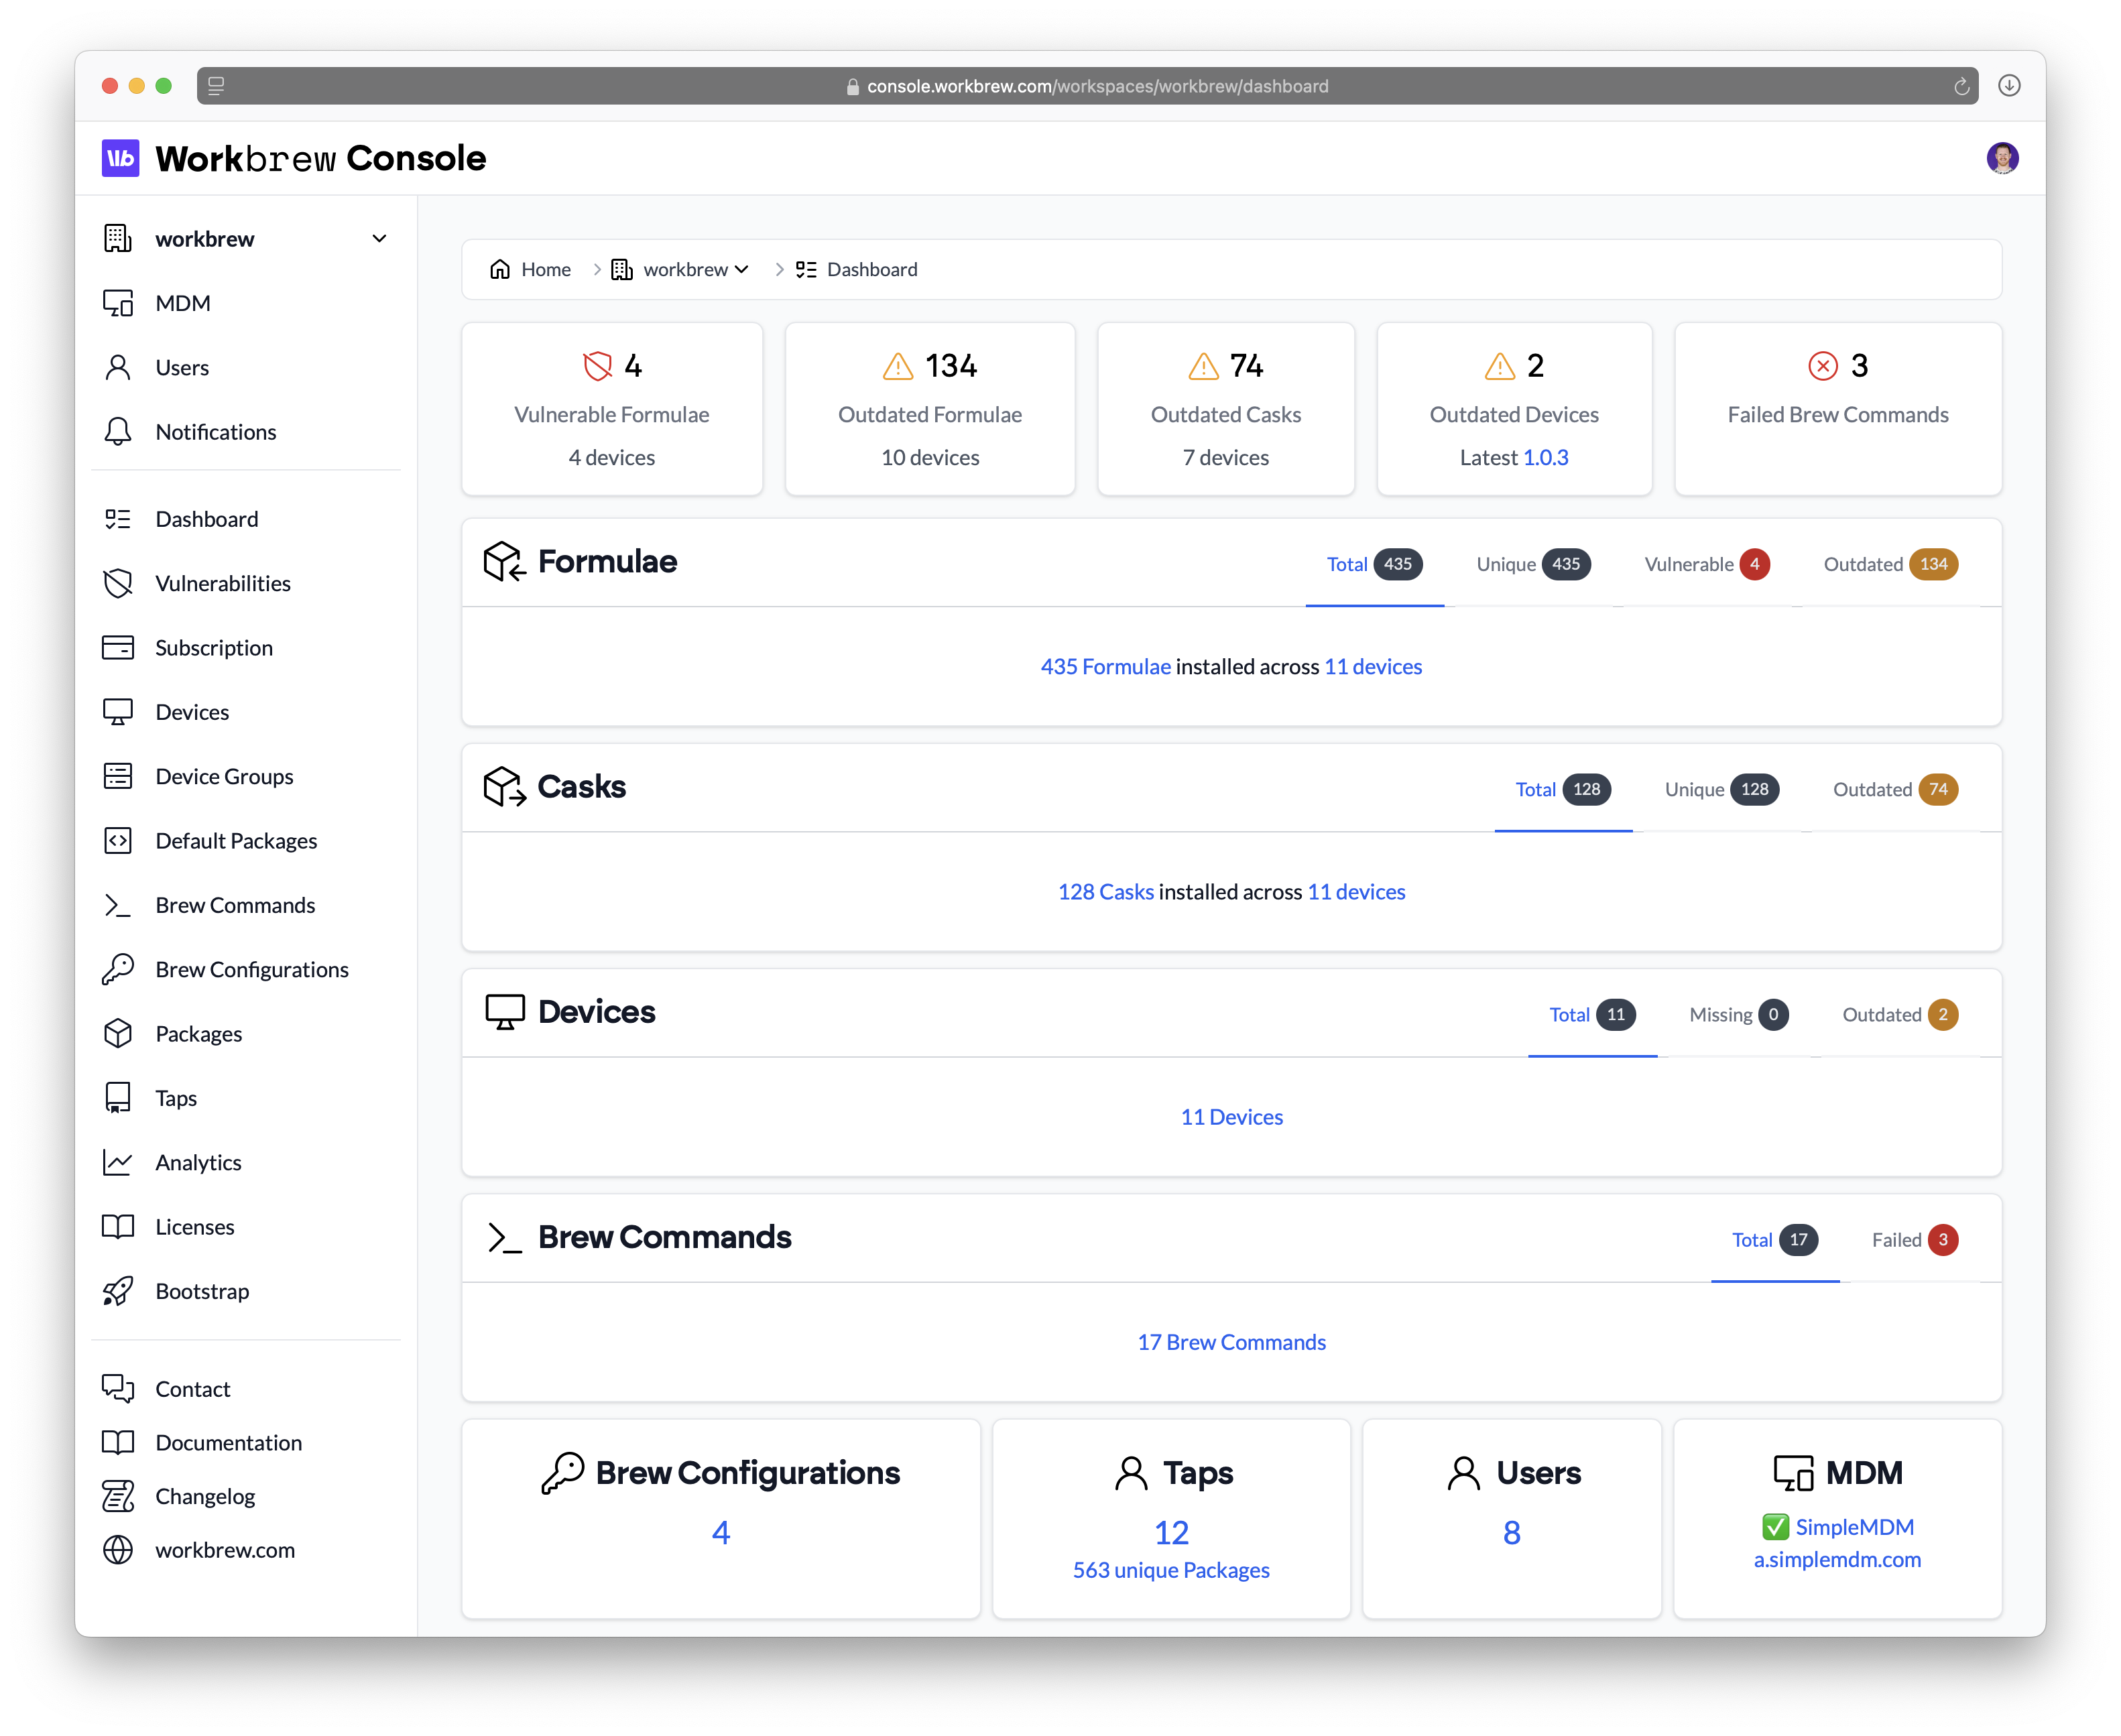 console.workbrew.com/workspaces/workbrew/dashboard
Workbrew Console
workbrew
MDM
Users
Notifications
Dashboard
Vulnerabilities
Subscription
Devices
Device Groups
Default Packages
Brew Commands
Brew Configurations
Packages
Taps
Analytics
Licenses
Bootstrap
Contact
Documentation
Changelog
workbrew.com
Home workbrew Dashboard
4
Vulnerable Formulae
4 devices
134
Outdated Formulae
10 devices
74
Outdated Casks
7 devices
2
Outdated Devices
Latest 1.0.3
3
Failed Brew Commands
Formulae Total 435 Unique 435 Vulnerable 4 Outdated 134
435 Formulae installed across 11 devices
Casks Total 128 Unique 128 Outdated 74
128 Casks installed across 11 devices
Devices Total 11 Missing 0 Outdated 2
11 Devices
Brew Commands Total 17 Failed 3
17 Brew Commands
Brew Configurations
4
Taps
12
563 unique Packages
Users
8
MDM
SimpleMDM
a.simplemdm.com